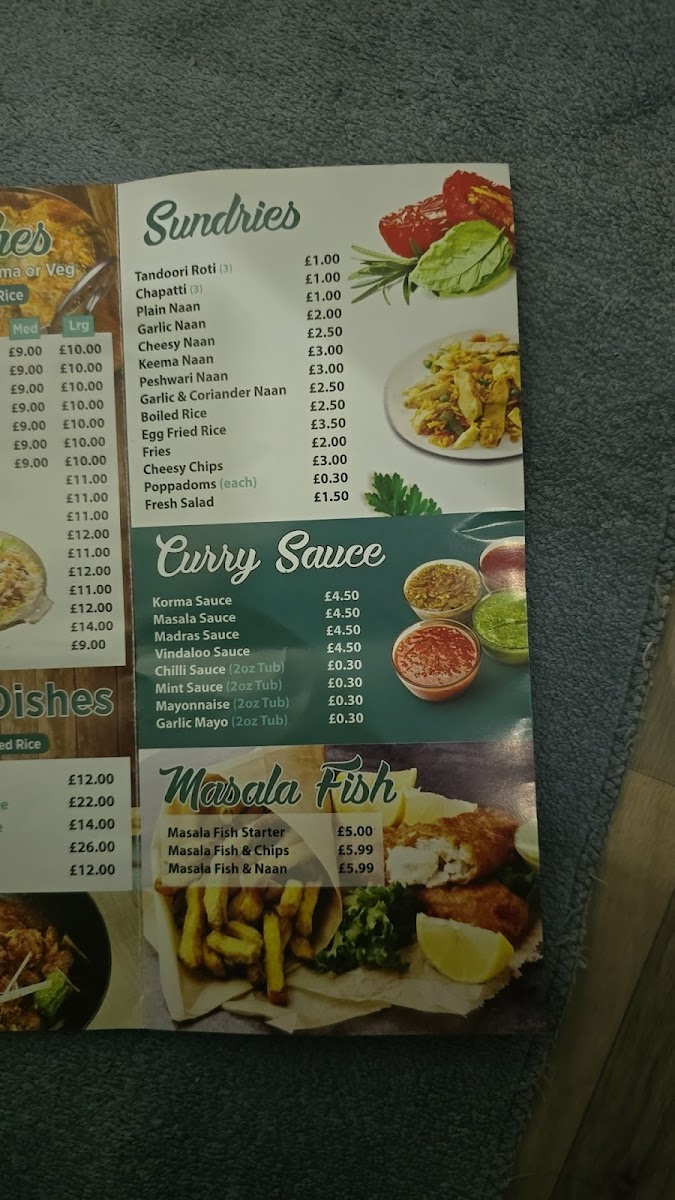 hes
ma or Veg
Rice
Med Lrg
£9.00 £10.00
£9.00 £10.00
£9.00 £10.00
£9.00 £10.00
£9.00 £10.00
£9.00 £10.00
£9.00 £10.00
£11.00
£11.00
£11.00
£12.00
£11.00
£12.00
£11.00
£12.00
£14.00
£9.00
Dishes
ed Rice
£12.00
e £22.00
e £14.00
£26.00
£12.00
Sundries
Tandoori Roti (3) £1.00
Chapatti (3) £1.00
Plain Naan £1.00
Garlic Naan £2.00
Cheesy Naan £2.50
Keema Naan £3.00
Peshwari Naan £3.00
Garlic & Coriander Naan £2.50
Boiled Rice £2.50
Egg Fried Rice £3.50
Fries £2.00
Cheesy Chips £3.00
Poppadoms (each) £0.30
Fresh Salad £1.50
Curry Sauce
Korma Sauce £4.50
Masala Sauce £4.50
Madras Sauce £4.50
Vindaloo Sauce £4.50
Chilli Sauce (2oz Tub) £0.30
Mint Sauce (2oz Tub) £0.30
Mayonnaise (2oz Tub) £0.30
Garlic Mayo (2oz Tub) £0.30
Masala Fish
Masala Fish Starter £5.00
Masala Fish & Chips £5.99
Masala Fish & Naan £5.99